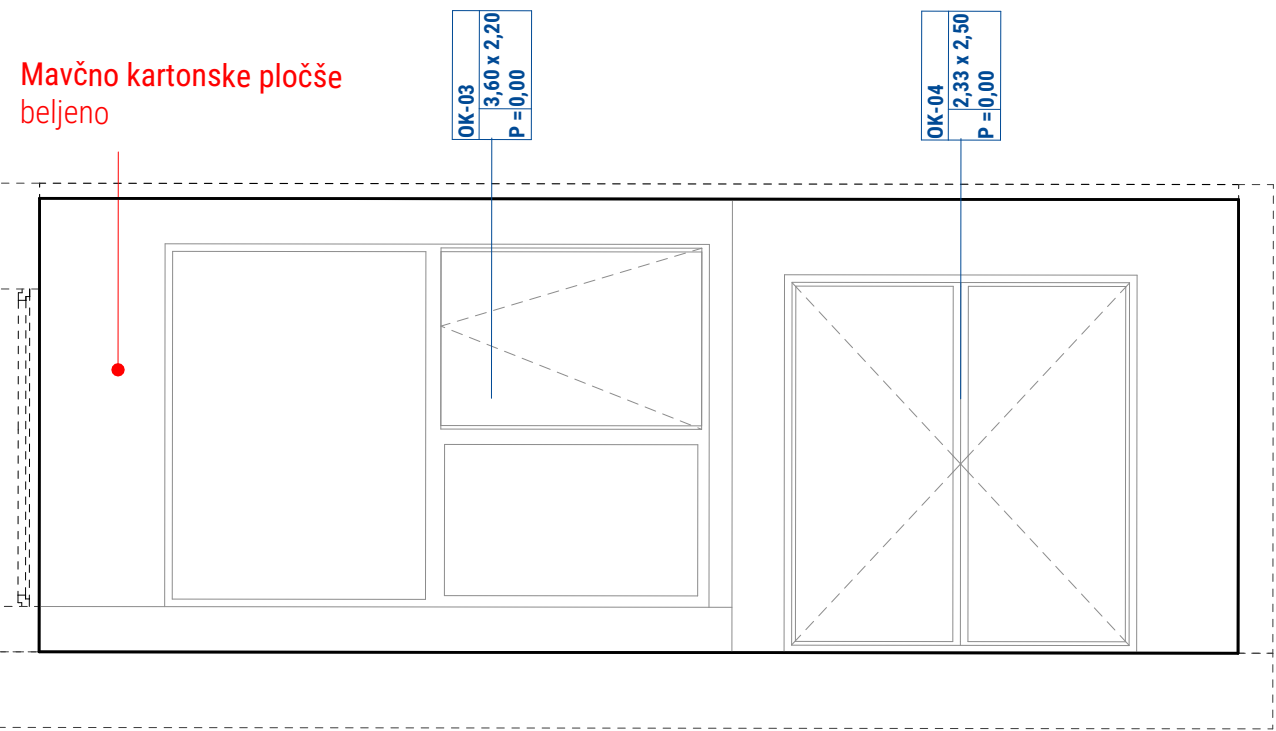 Mavčno kartonske pločše
beljeno
OK-03
3,60 x 2,20
P = 0,00
OK-04
2,33 x 2,50
P = 0,00